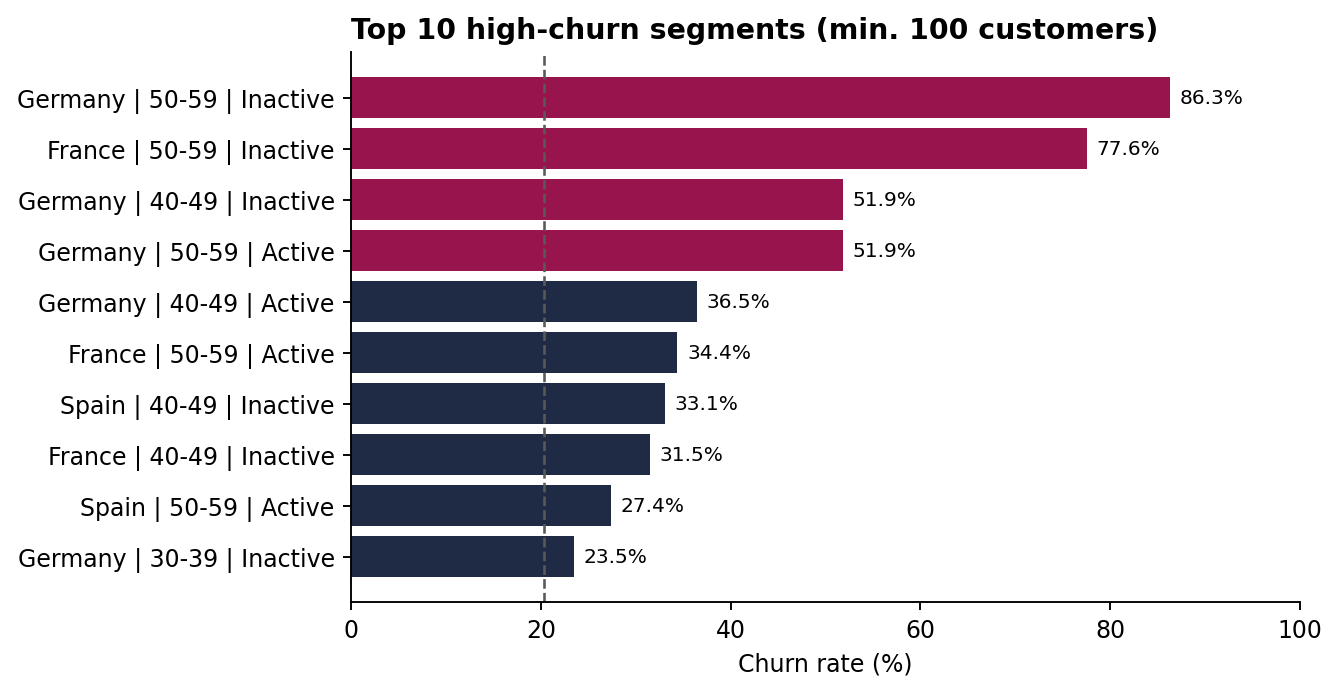 Top 10 high-churn segments (min. 100 customers)
Germany | 50-59 | Inactive 86.3%
France | 50-59 | Inactive 77.6%
Germany | 40-49 | Inactive 51.9%
Germany | 50-59 | Active 51.9%
Germany | 40-49 | Active 36.5%
France | 50-59 | Active 34.4%
Spain | 40-49 | Inactive 33.1%
France | 40-49 | Inactive 31.5%
Spain | 50-59 | Active 27.4%
Germany | 30-39 | Inactive 23.5%
0 20 40 60 80 100
Churn rate (%)